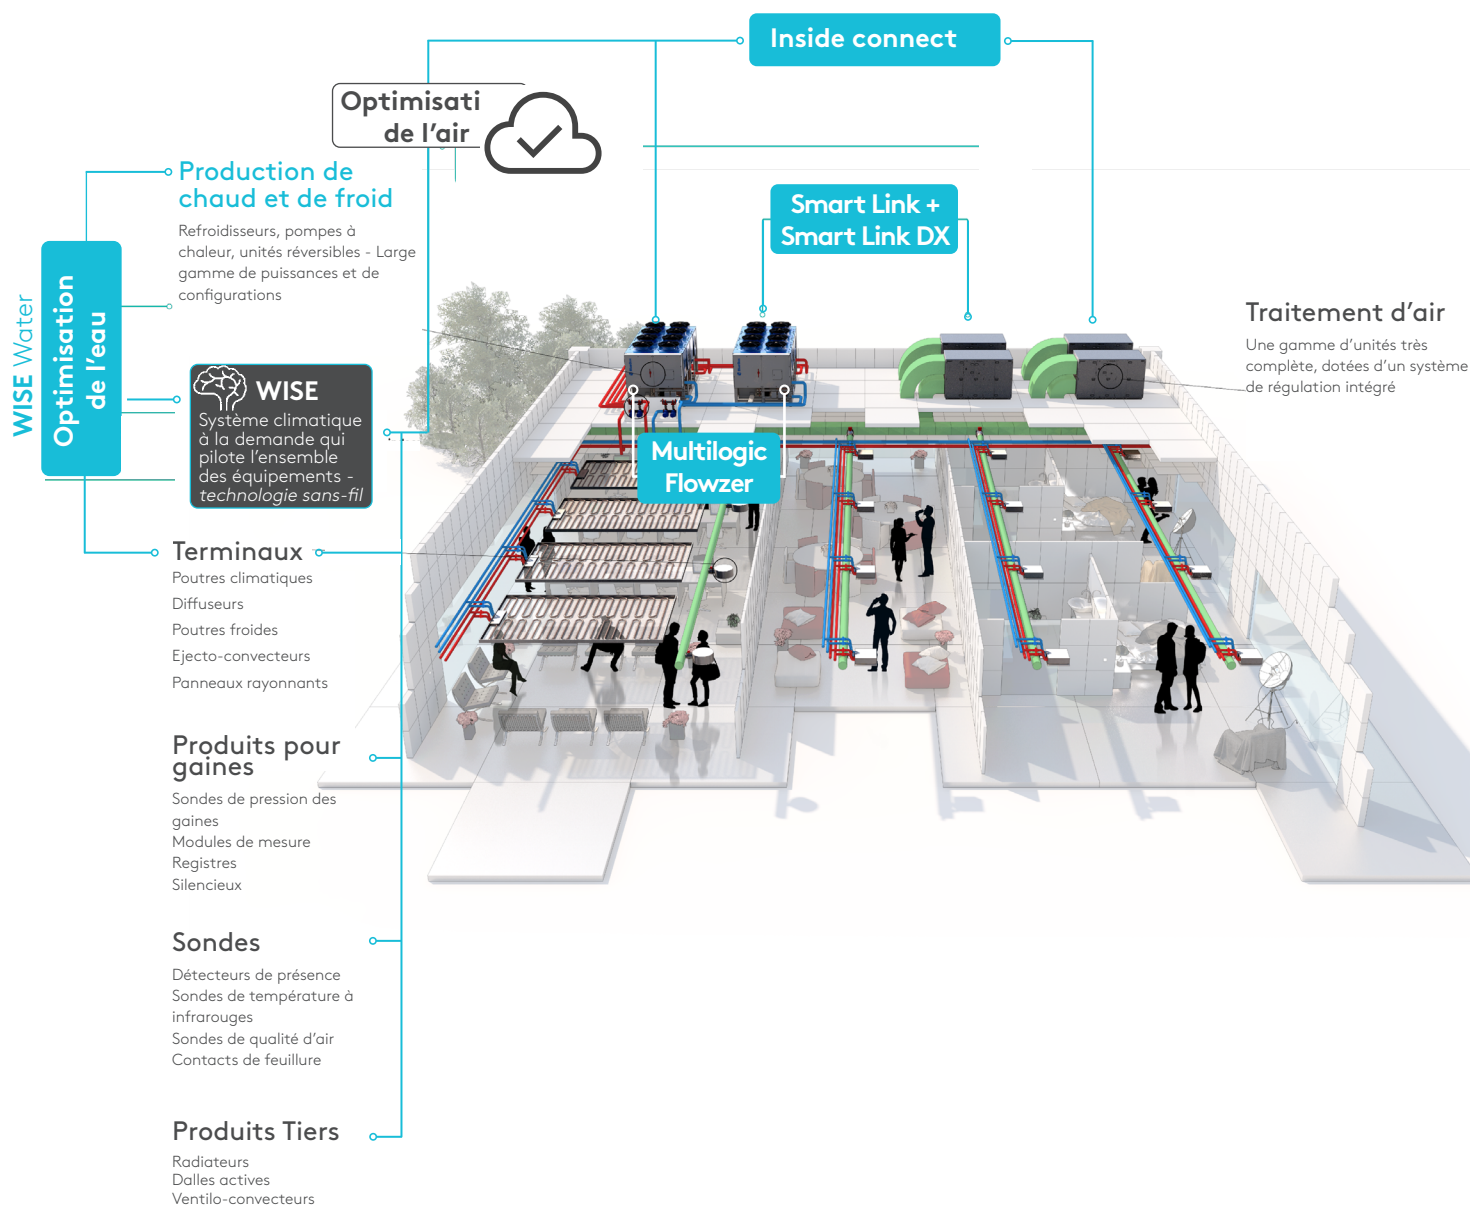 Inside connect
Optimisati
de l’air
Production de
chaud et de froid
Refroidisseurs, pompes à
chaleur, unités réversibles - Large
gamme de puissances et de
configurations
Smart Link +
Smart Link DX
WISE Water
Optimisation
de l’eau
WISE
Système climatique
à la demande qui
pilote l’ensemble
des équipements -
technologie sans-fil
Traitement d’air
Une gamme d’unités très
complète, dotées d’un système
de régulation intégré
Multilogic
Flowzer
Terminaux
Poutres climatiques
Diffuseurs
Poutres froides
Ejecto-convecteurs
Panneaux rayonnants
Produits pour
gaines
Sondes de pression des
gaines
Modules de mesure
Registres
Silencieux
Sondes
Détecteurs de présence
Sondes de température à
infrarouges
Sondes de qualité d’air
Contacts de feuillure
Produits Tiers
Radiateurs
Dalles actives
Ventilo-convecteurs